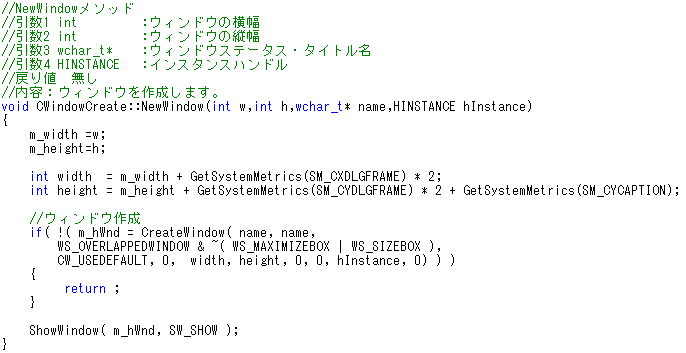 //NewWindowメソッド
//引数1 int        :ウィンドウの横幅
//引数2 int        :ウィンドウの縦幅
//引数3 wchar_t*   :ウィンドウステータス・タイトル名
//引数4 HINSTANCE  :インスタンスハンドル
//戻り値　無し
//内容：ウィンドウを作成します。
void CWindowCreate::NewWindow(int w,int h,wchar_t* name,HINSTANCE hInstance)
{
    m_width =w;
    m_height=h;
    int width  = m_width + GetSystemMetrics(SM_CXDLGFRAME) * 2;
    int height = m_height + GetSystemMetrics(SM_CYDLGFRAME) * 2 + GetSystemMetrics(SM_CYCAPTION);
    //ウィンドウ作成
    if( !( m_hWnd = CreateWindow( name, name,
        WS_OVERLAPPEDWINDOW & ~( WS_MAXIMIZEBOX | WS_SIZEBOX ),
        CW_USEDEFAULT, 0,  width, height, 0, 0, hInstance, 0) ) )
    {
         return ;
    }
    ShowWindow( m_hWnd, SW_SHOW );
}